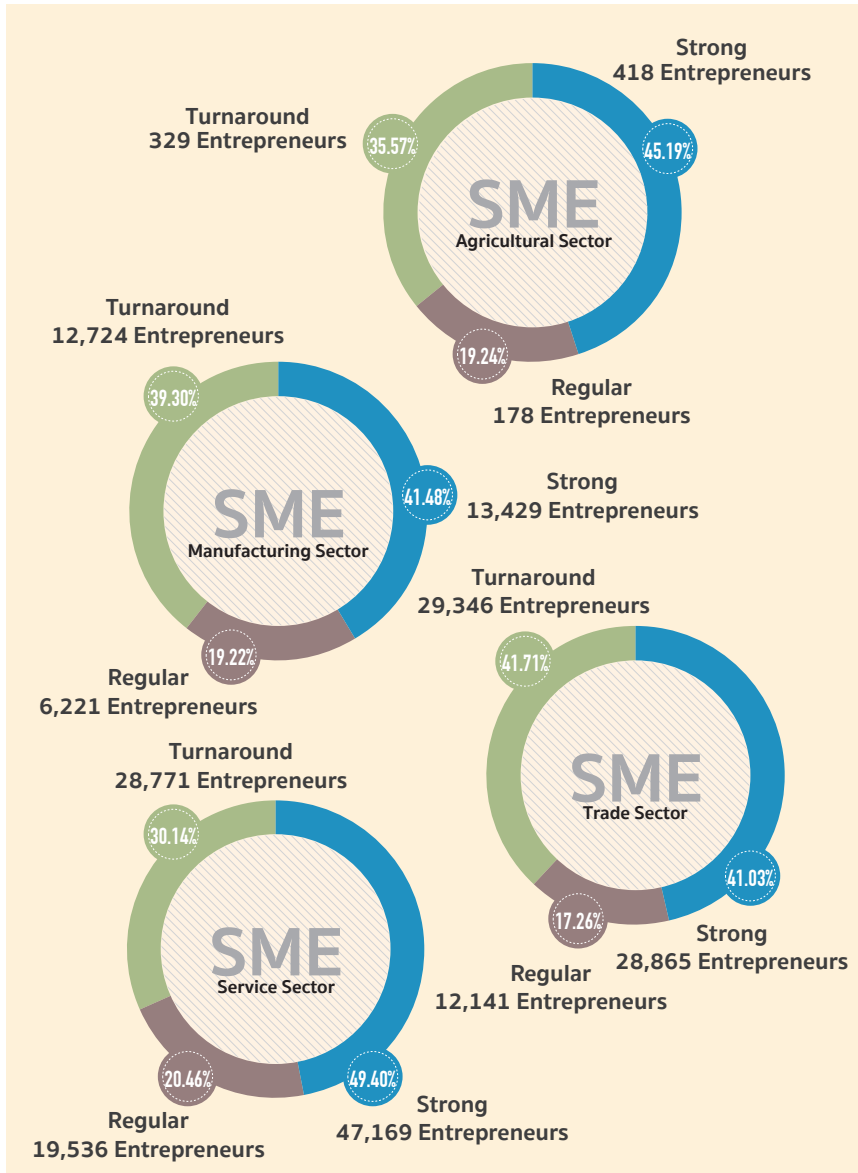 Strong
418 Entrepreneurs
Turnaround
329 Entrepreneurs
35.57%
45.19%
SME
Agricultural Sector
19.24%
Regular
178 Entrepreneurs
Turnaround
12,724 Entrepreneurs
39.30%
41.48%
Strong
13,429 Entrepreneurs
SME
Manufacturing Sector
19.22%
Regular
6,221 Entrepreneurs
Turnaround
29,346 Entrepreneurs
41.71%
SME
Trade Sector
41.03%
17.26%
Strong
28,865 Entrepreneurs
Regular
12,141 Entrepreneurs
Turnaround
28,771 Entrepreneurs
30.14%
SME
Service Sector
20.46%
49.40%
Regular
19,536 Entrepreneurs
Strong
47,169 Entrepreneurs